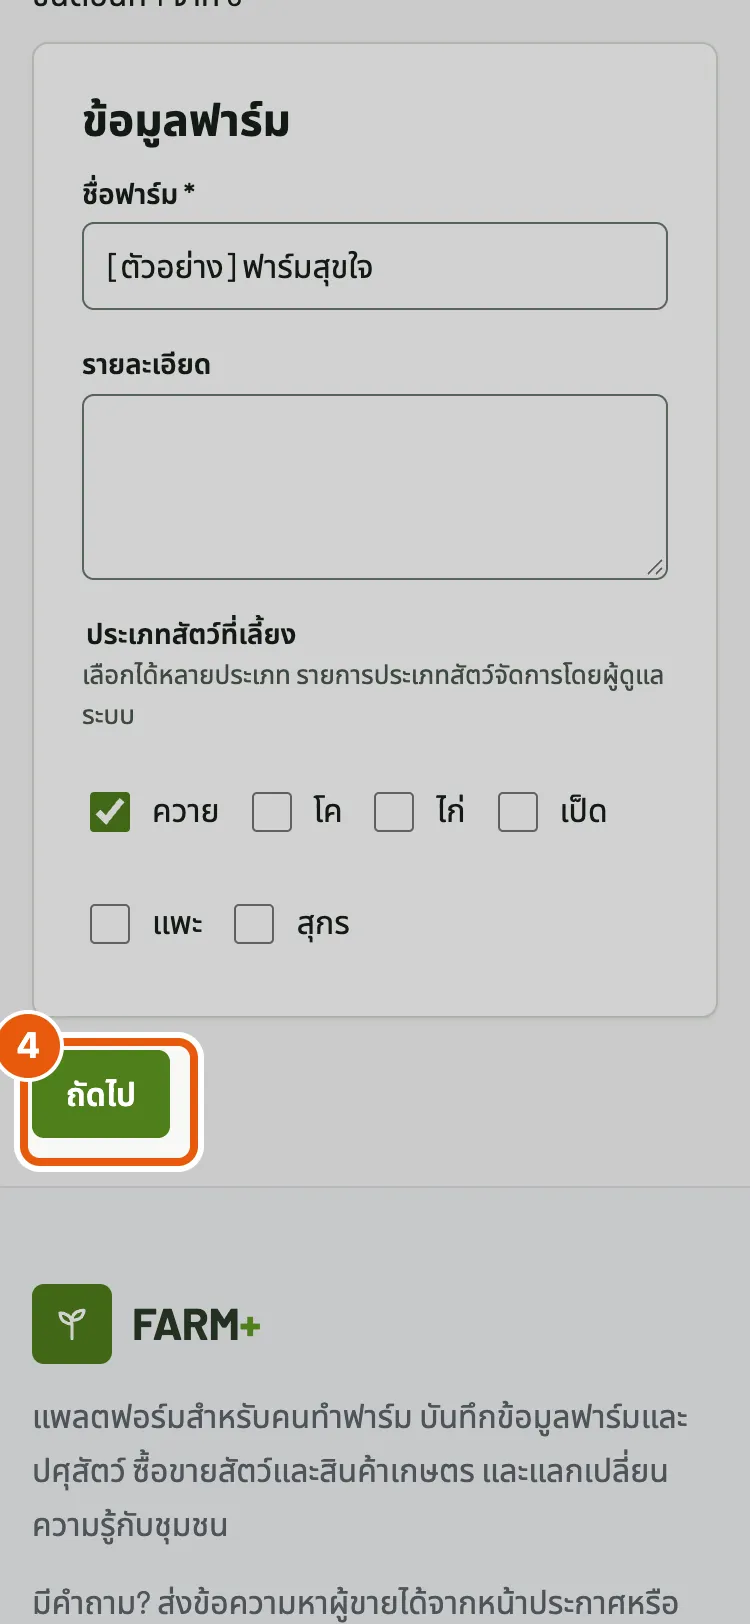 ข้อมูลฟาร์ม
ชื่อฟาร์ม *
[ตัวอย่าง] ฟาร์มสุขใจ
รายละเอียด
ประเภทสัตว์ที่เลี้ยง
เลือกได้หลายประเภท รายการประเภทสัตว์จัดการโดยผู้ดูแล
ระบบ
ควาย โค ไก่ เป็ด
แพะ สุกร
4
ถัดไป
FARM+
แพลตฟอร์มสำหรับคนทำฟาร์ม บันทึกข้อมูลฟาร์มและ
ปศุสัตว์ ซื้อขายสัตว์และสินค้าเกษตร และแลกเปลี่ยน
ความรู้กับชุมชน
มีคำถาม? ส่งข้อความหาผู้ขายได้จากหน้าประกาศหรือ